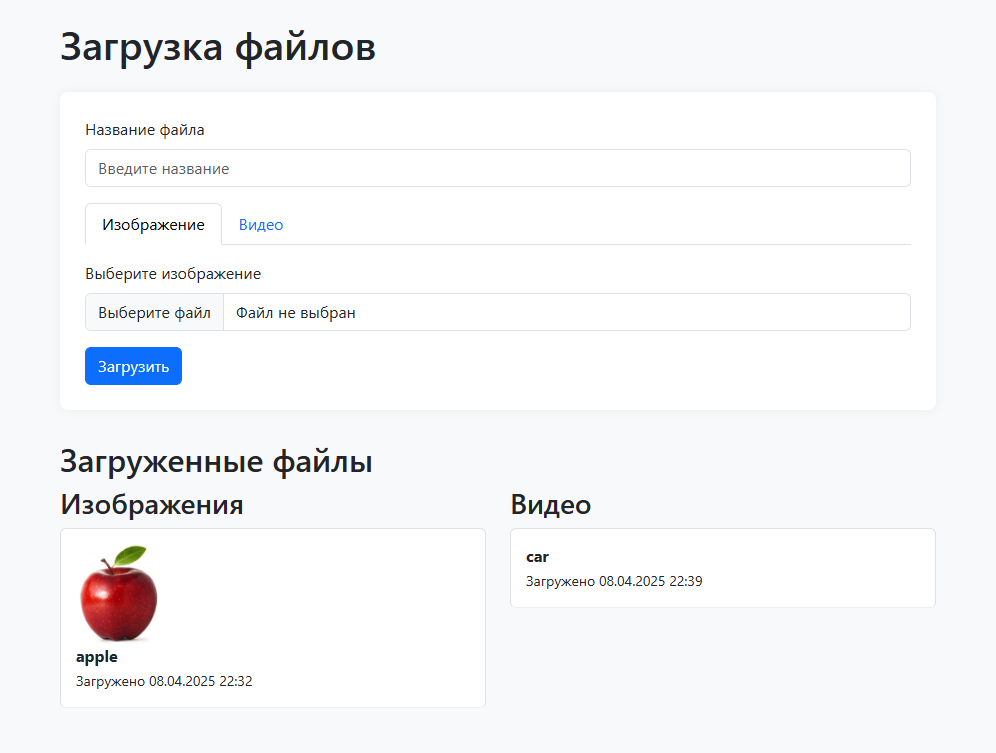 Загрузка файлов
Название файла
Введите название
Изображение Видео
Выберите изображение
Выберите файл Файл не выбран
Загрузить
Загруженные файлы
Изображения
apple
Загружено 08.04.2025 22:32
Видео
car
Загружено 08.04.2025 22:39